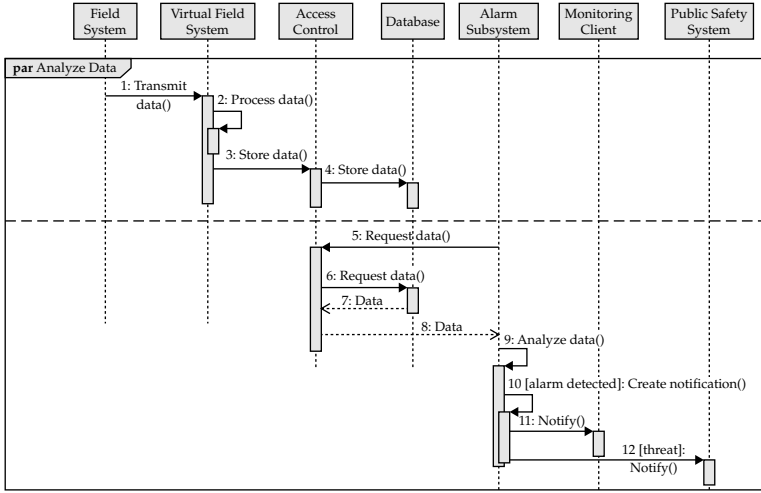 Field
System
Virtual Field
System
Access
Control
Database
Alarm
Subsystem
Monitoring
Client
Public Safety
System
par Analyze Data
1: Transmit
data()
2: Process data()
3: Store data()
4: Store data()
5: Request data()
6: Request data()
7: Data
8: Data
9: Analyze data()
10 [alarm detected]: Create notification()
11: Notify()
12 [threat]:
Notify()